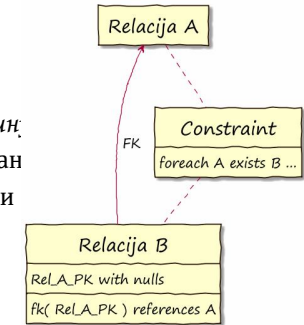 Relacija A
FK
Constraint
foreach A exists B ...
и
Relacija B
Rel_A_PK with nulls
fk( Rel_A_PK ) references A